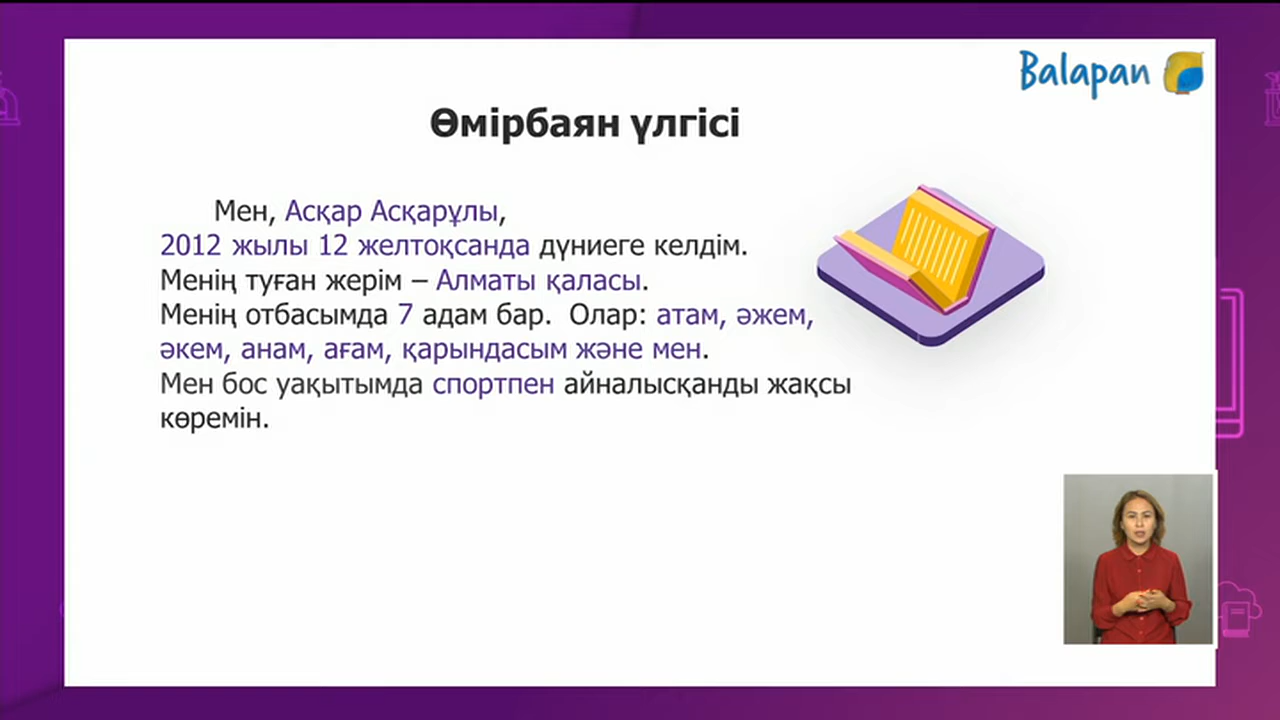 Balapan
Өмірбаян үлгісі
Мен, Асқар Асқарұлы,
2012 жылы 12 желтоқсанда дүниеге келдім.
Менің туған жерім – Алматы қаласы.
Менің отбасымда 7 адам бар. Олар: атам, әжем,
әкем, анам, ағам, қарындасым және мен.
Мен бос уақытымда спортпен айналысқанды жақсы
көремін.